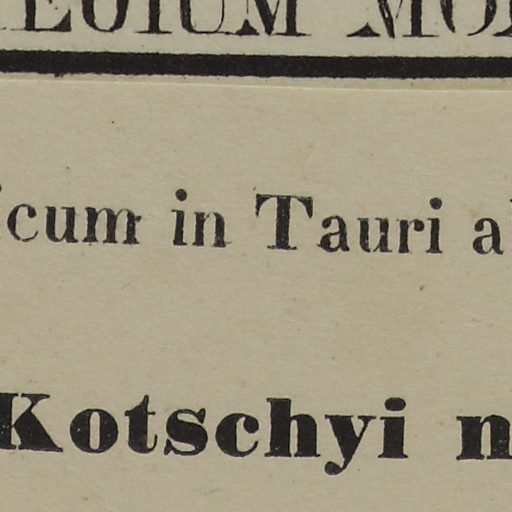 icum in Tauri a
Kotschyi n